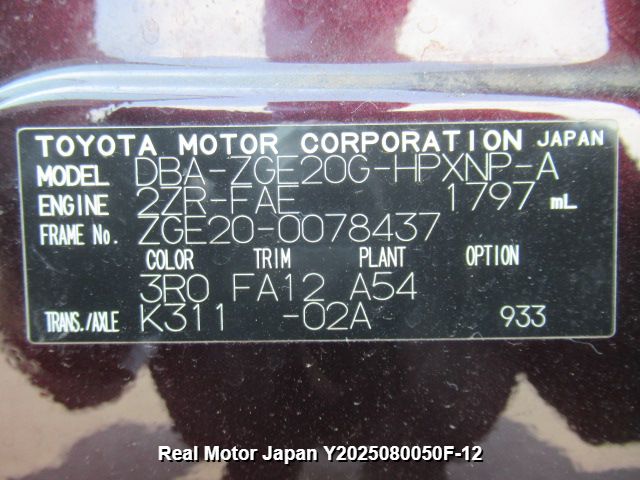 TOYOTA MOTOR CORPORATION JAPAN
MODEL DBA-ZGE20G-HPXNP-A
ENGINE 2ZR-FAE 1797 mL
FRAME No. ZGE20-0078437
COLOR TRIM PLANT OPTION
3R0 FA12 A54
TRANS./AXLE K311 -02A 933
Real Motor Japan Y2025080050F-12